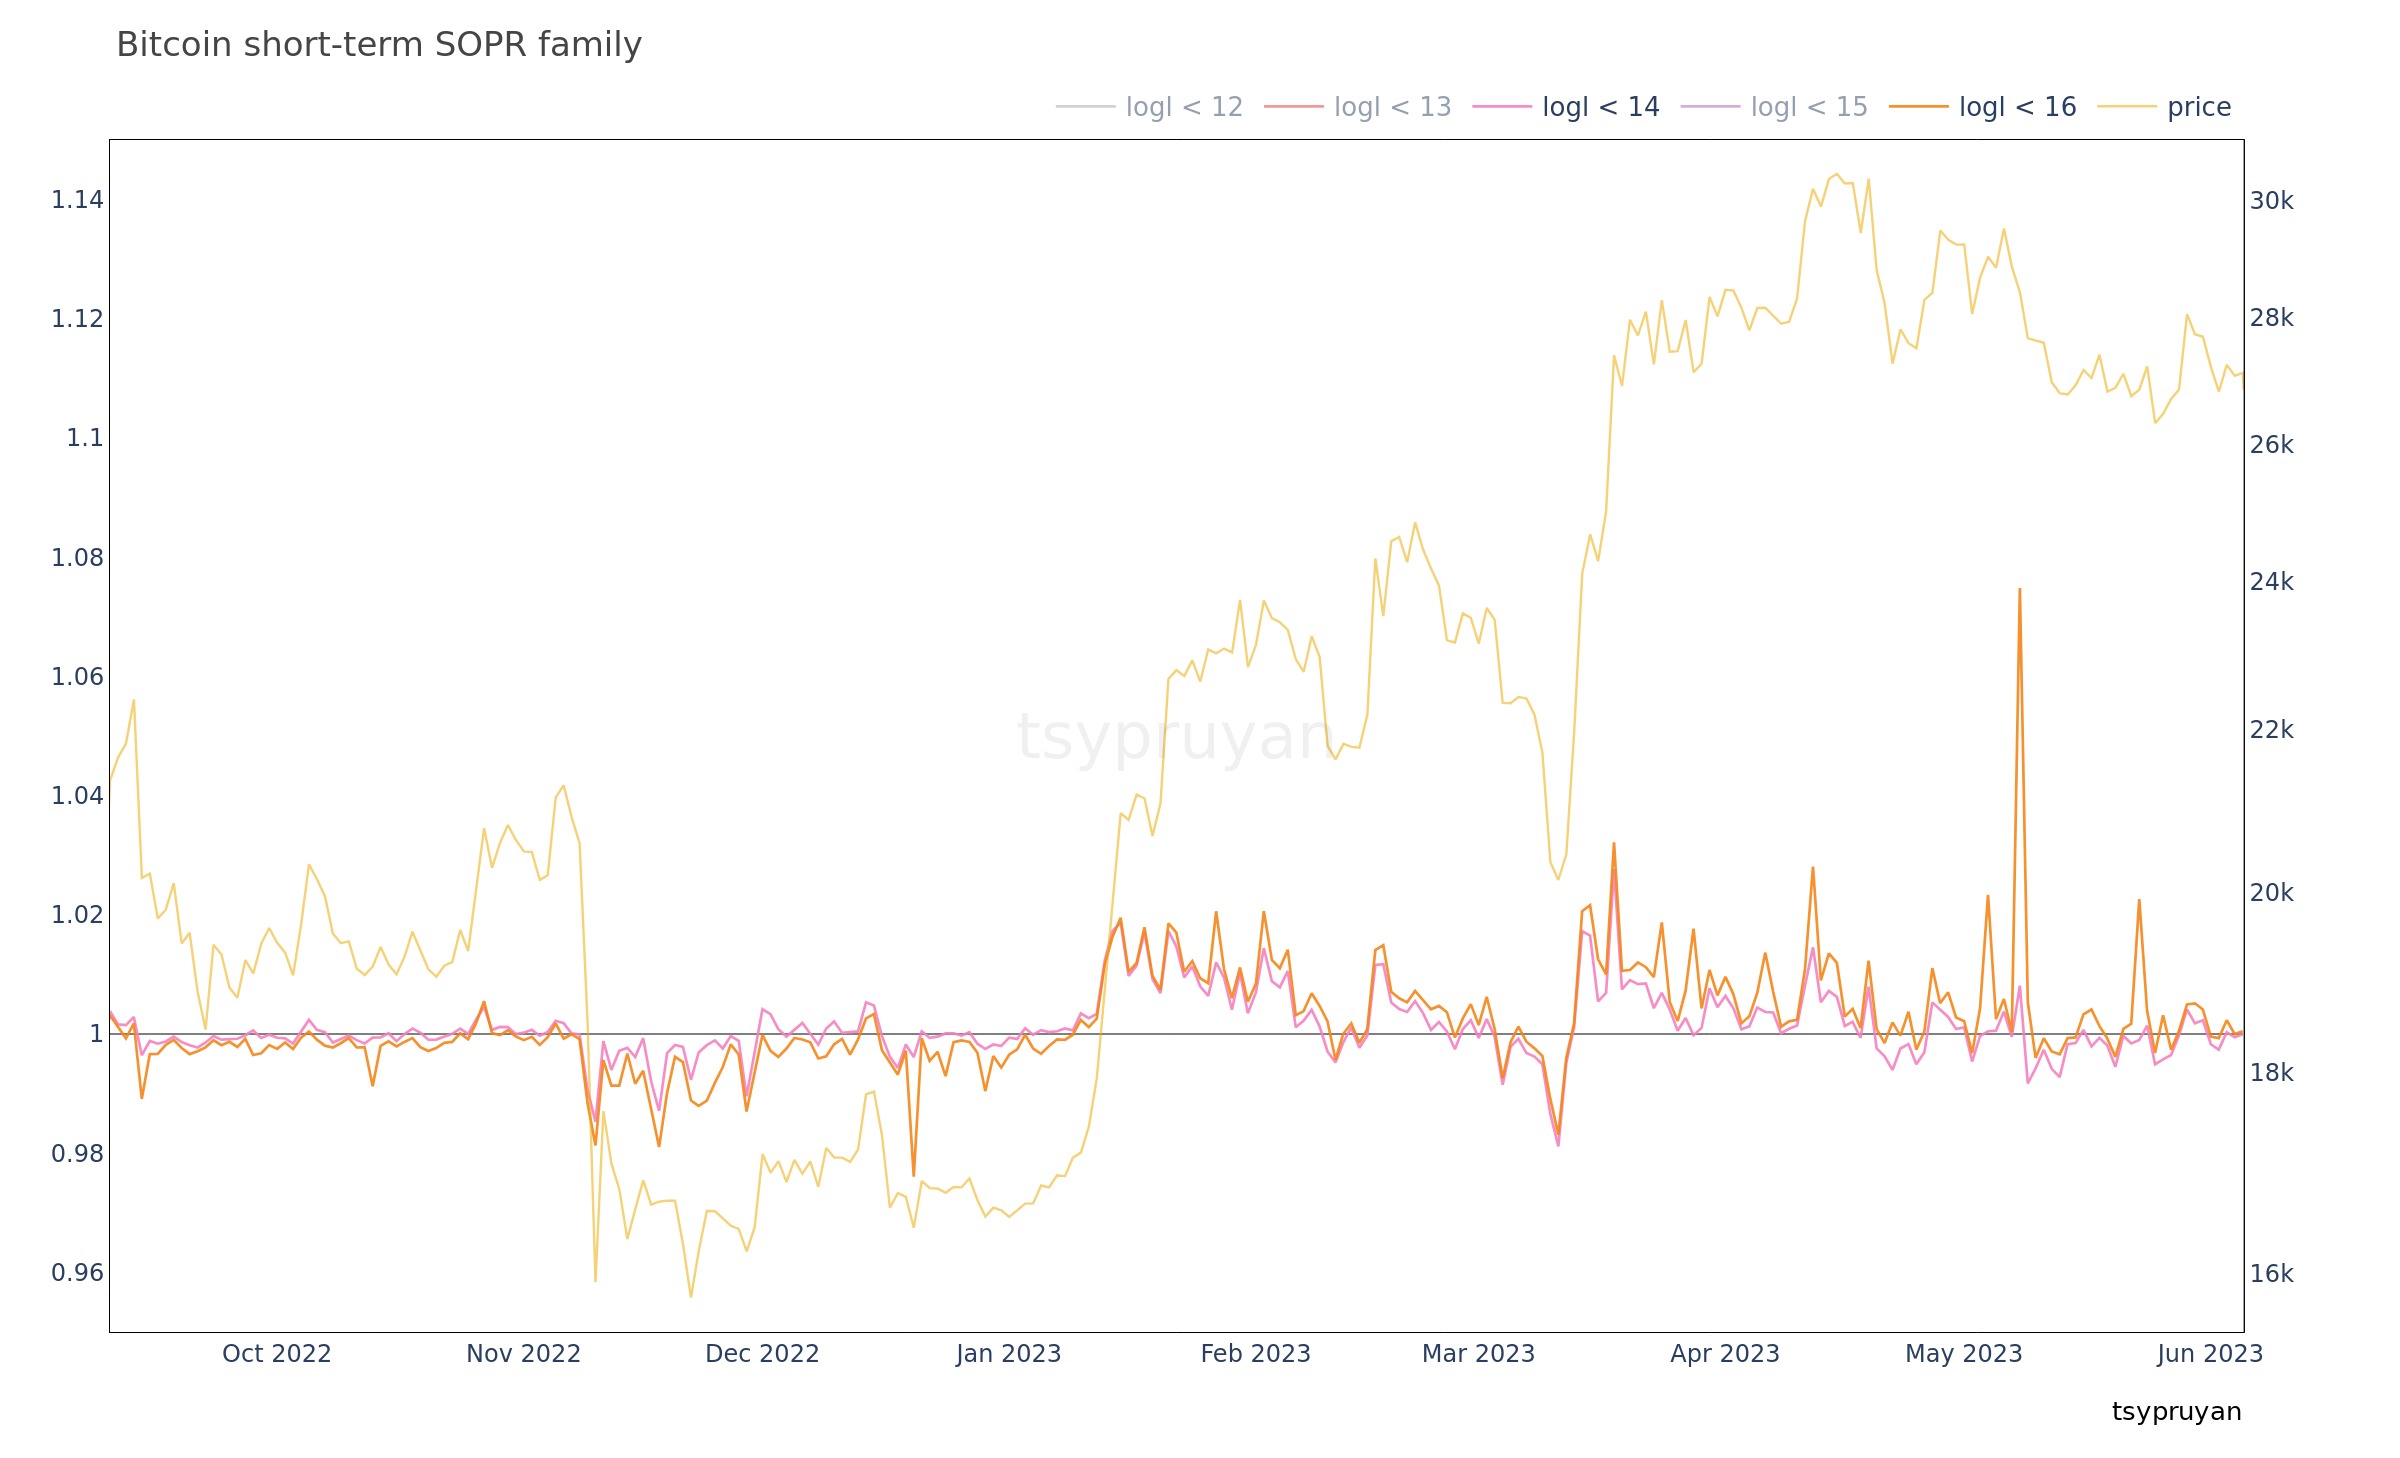 Bitcoin short-term SOPR family
logl < 12 logl < 13 logl < 14 logl < 15 logl < 16 price
1.14 30k
1.12 28k
1.1 26k
1.08 24k
1.06
tsypruyan 22k
1.04
1.02 20k
1 18k
0.98
0.96 16k
Oct 2022 Nov 2022 Dec 2022 Jan 2023 Feb 2023 Mar 2023 Apr 2023 May 2023 Jun 2023
tsypruyan